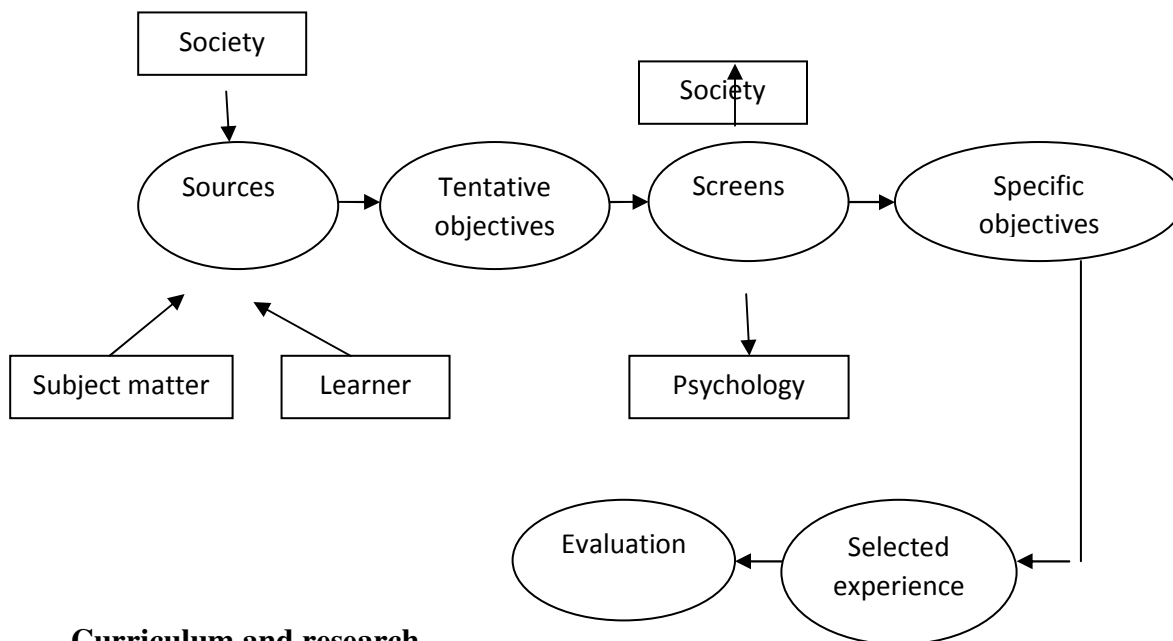 Society
Society
Sources
Tentative
objectives
Screens
Specific
objectives
Subject matter
Learner
Psychology
Evaluation
Selected
experience
Curriculum and research